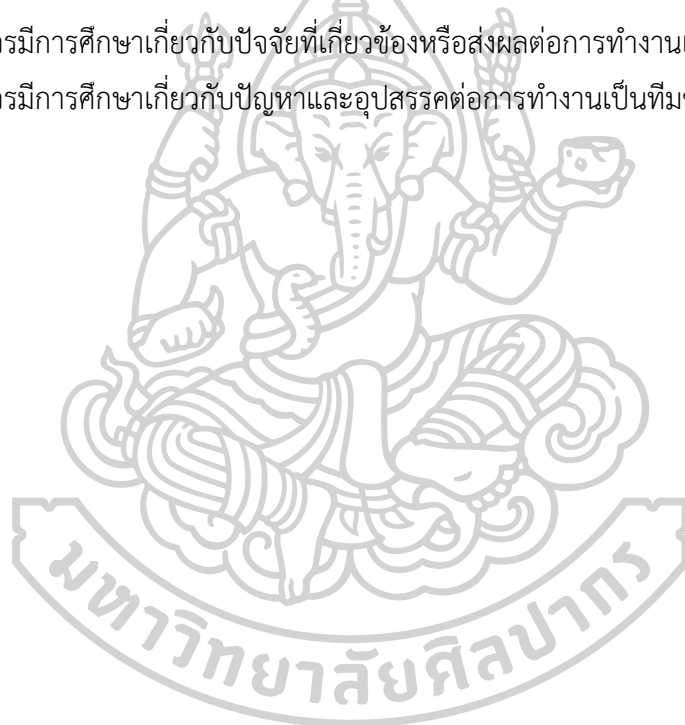 รมีการศึกษาเกี่ยวกับปัจจัยที่เกี่ยวข้องหรือส่งผลต่อการทำงานเ
รมีการศึกษาเกี่ยวกับปัญหาและอุปสรรคต่อการทำงานเป็นทีม
มหาวิทยาลัยศิลปากร